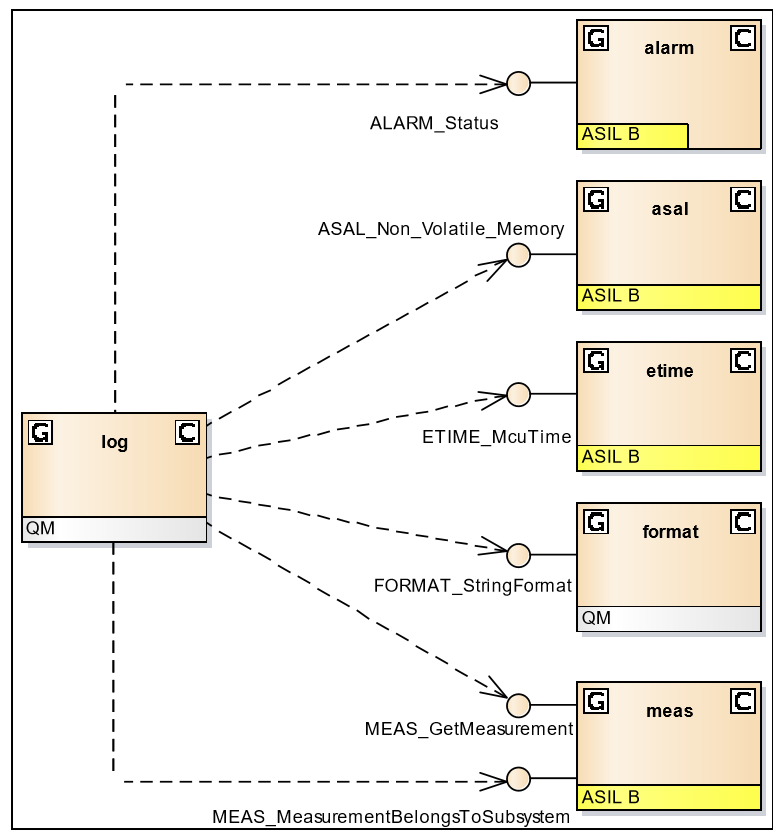 G alarm C
ALARM_Status
ASIL B
G asal C
ASAL_Non_Volatile_Memory
ASIL B
G etime C
ETIME_McuTime
ASIL B
G log C
QM
G format C
FORMAT_StringFormat
QM
G meas C
MEAS_GetMeasurement
ASIL B
MEAS_MeasurementBelongsToSubsystem